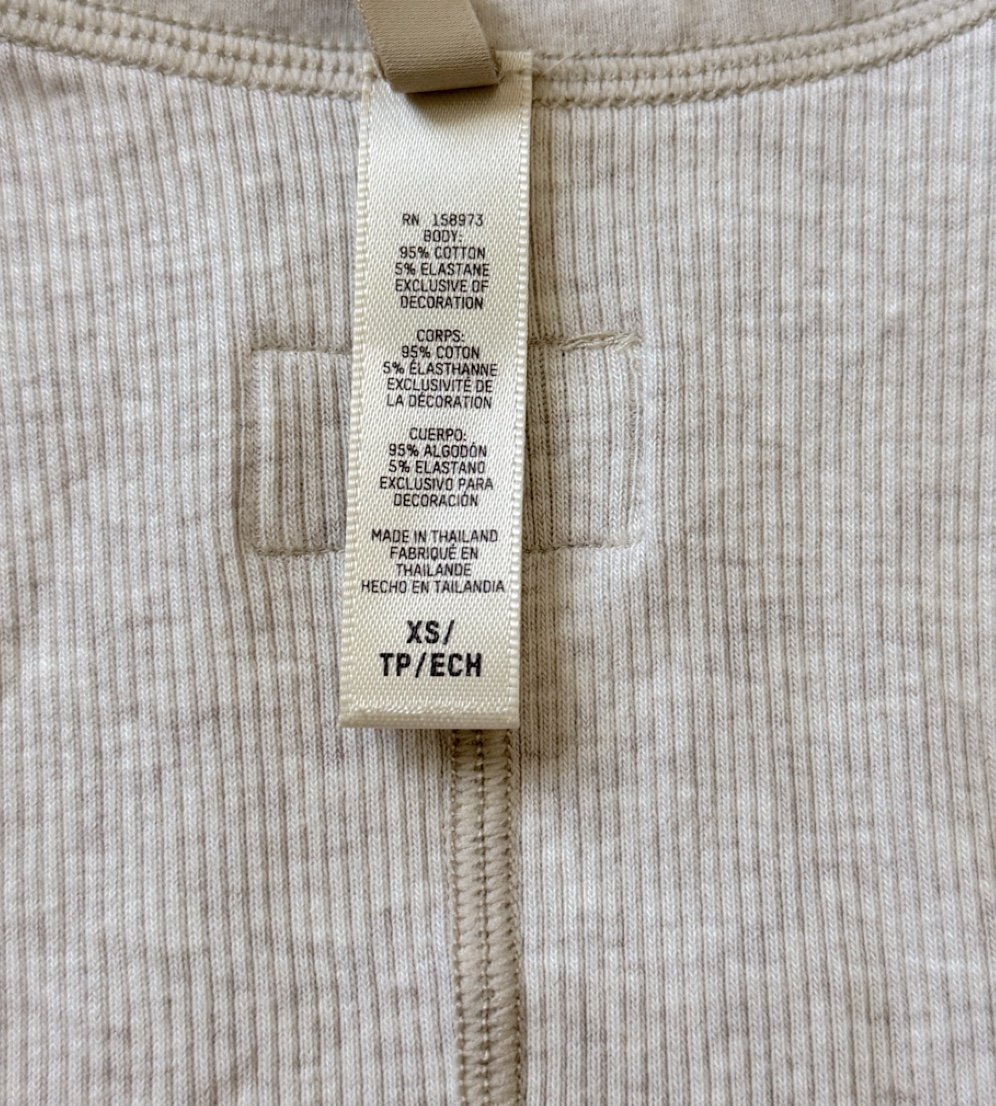 RN 158973
BODY:
95% COTTON
5% ELASTANE
EXCLUSIVE OF
DECORATION
CORPS:
95% COTON
5% ÉLASTHANNE
EXCLUSIVITÉ DE
LA DÉCORATION
CUERPO:
95% ALGODÓN
5% ELASTANO
EXCLUSIVO PARA
DECORACIÓN
MADE IN THAILAND
FABRIQUÉ EN
THAILANDE
HECHO EN TAILANDIA
XS/
TP/ECH